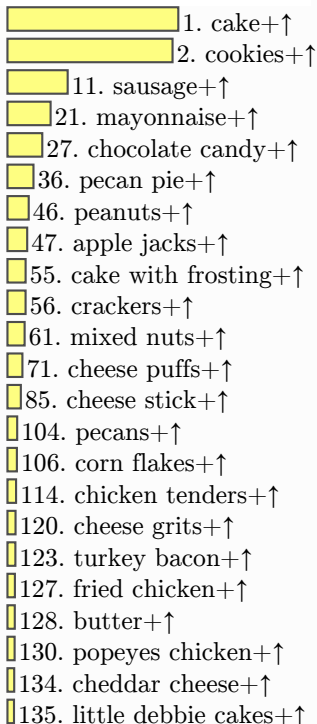 1. cake+↑
2. cookies+↑
11. sausage+↑
21. mayonnaise+↑
27. chocolate candy+↑
36. pecan pie+↑
46. peanuts+↑
47. apple jacks+↑
55. cake with frosting+↑
56. crackers+↑
61. mixed nuts+↑
71. cheese puffs+↑
85. cheese stick+↑
104. pecans+↑
106. corn flakes+↑
114. chicken tenders+↑
120. cheese grits+↑
123. turkey bacon+↑
127. fried chicken+↑
128. butter+↑
130. popeyes chicken+↑
134. cheddar cheese+↑
135. little debbie cakes+↑